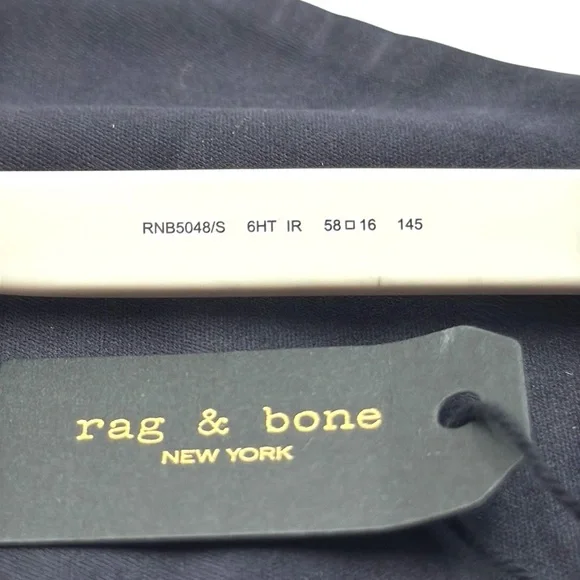 RNB5048/S 6HT IR 58□16 145
rag & bone
NEW YORK